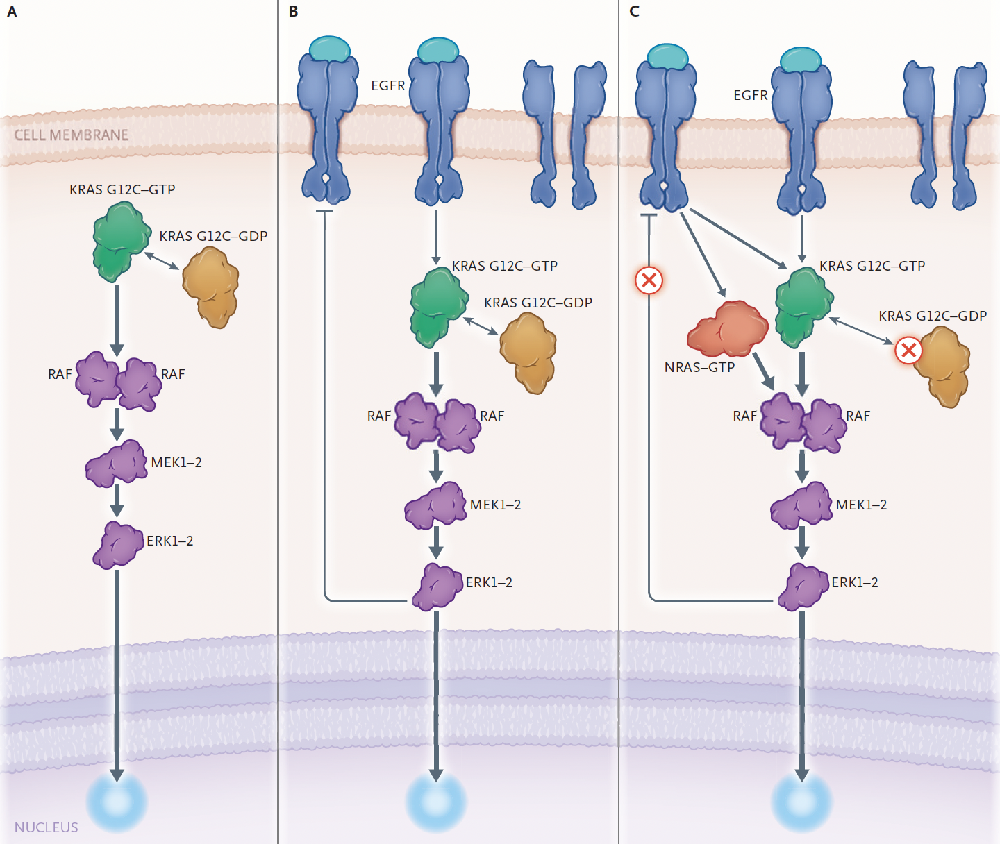 A
CELL MEMBRANE
KRAS G12C–GTP
KRAS G12C–GDP
RAF
RAF
MEK1–2
ERK1–2
NUCLEUS
B
EGFR
KRAS G12C–GTP
KRAS G12C–GDP
RAF
RAF
MEK1–2
ERK1–2
C
EGFR
KRAS G12C–GTP
KRAS G12C–GDP
NRAS–GTP
RAF
RAF
MEK1–2
ERK1–2